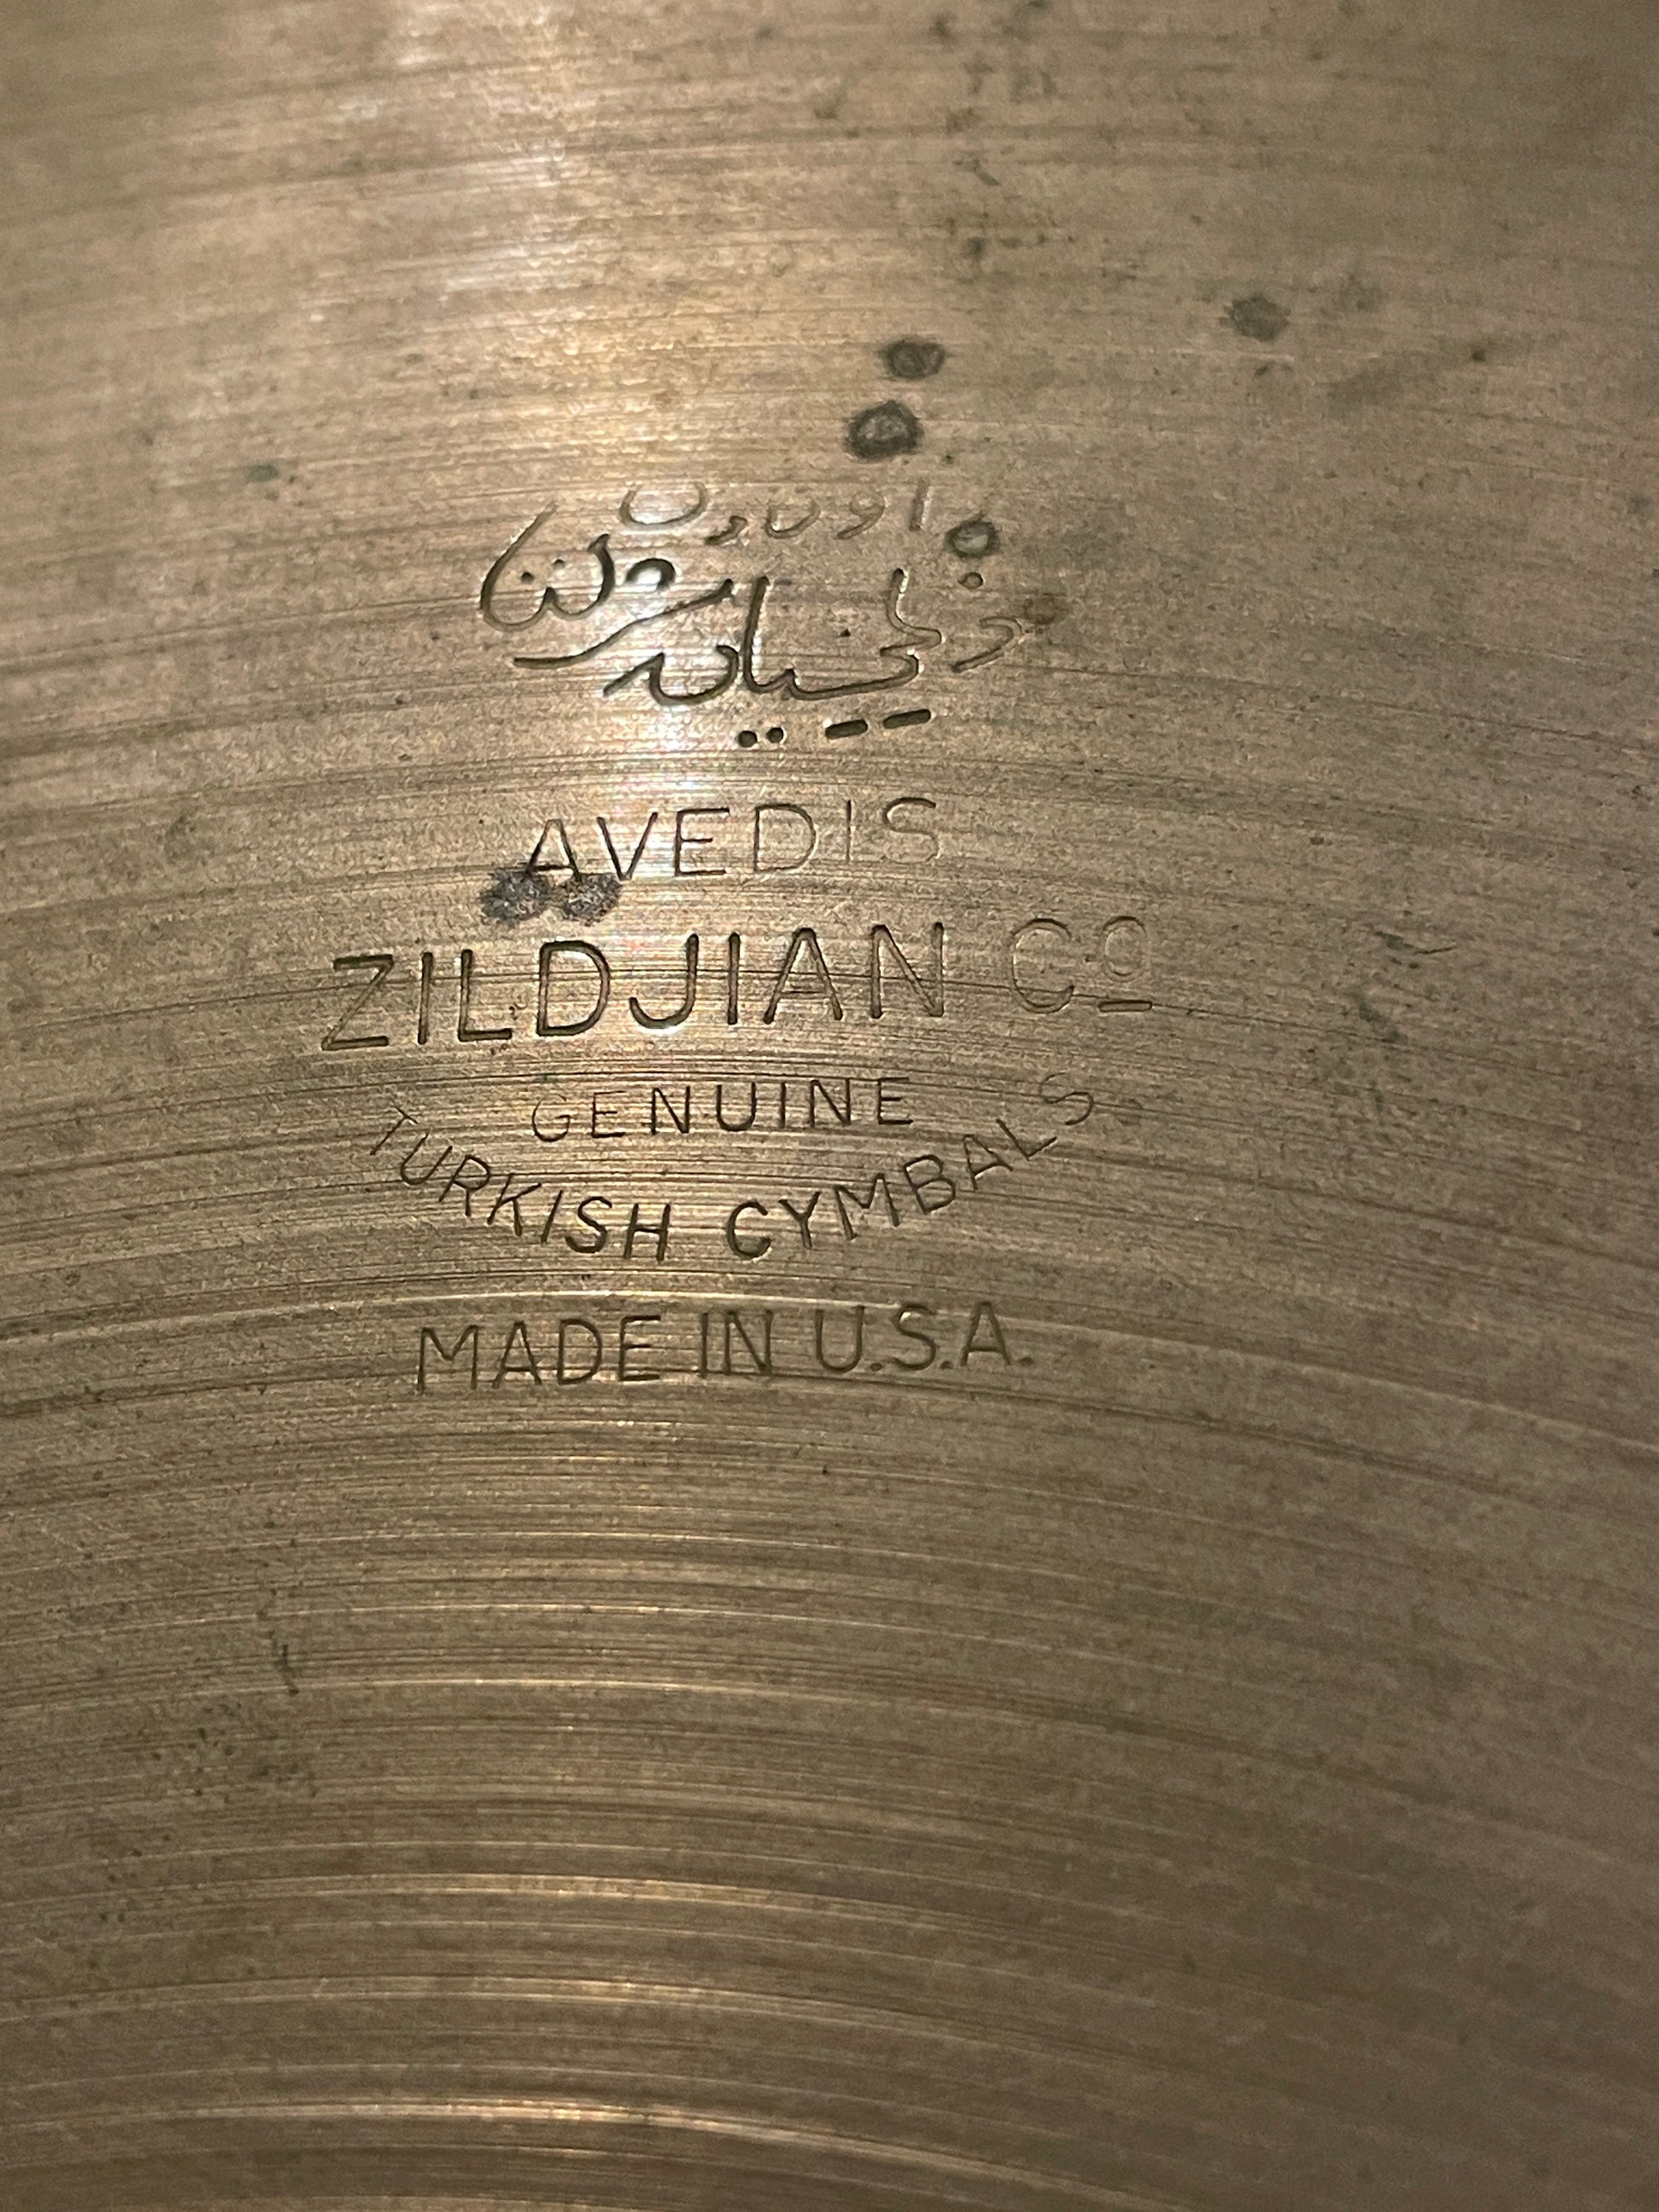 AVEDIS
ZILDJIAN Co
GENUINE
TURKISH CYMBALS
MADE IN U.S.A.